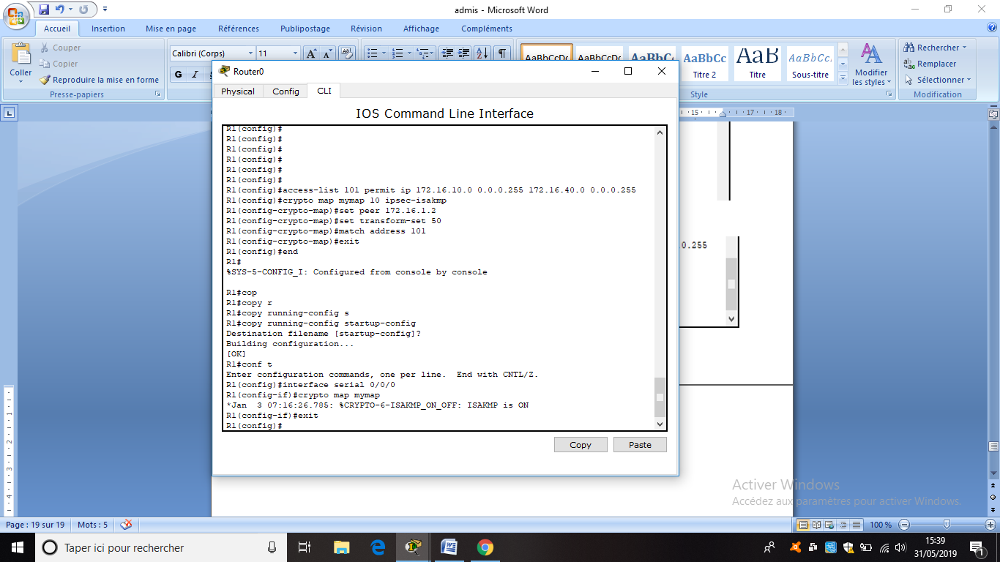 admis - Microsoft Word
Accueil Insertion Mise en page Références Publipostage Révision Affichage Compléments
Coller
Couper
Copier
Reproduire la mise en forme
Presse-papiers
Calibri (Corps) 11
G I
AaBbCcDc AaBbCcDc AaBbC AaBbCc AaB AaBbCc.
Titre 2 Titre Sous-titre
Modifier les styles
Style
Rechercher
Remplacer
Sélectionner
Modification
Router0
Physical Config CLI
IOS Command Line Interface
R1(config)#
R1(config)#
R1(config)#
R1(config)#
R1(config)#
R1(config)#
R1(config)#access-list 101 permit ip 172.16.10.0 0.0.0.255 172.16.40.0 0.0.0.255
R1(config)#crypto map mymap 10 ipsec-isakmp
R1(config-crypto-map)#set peer 172.16.1.2
R1(config-crypto-map)#set transform-set 50
R1(config-crypto-map)#match address 101
R1(config-crypto-map)#exit
R1(config)#end
R1#
%SYS-5-CONFIG_I: Configured from console by console
R1#cop
R1#copy r
R1#copy running-config s
R1#copy running-config startup-config
Destination filename [startup-config]?
Building configuration...
[OK]
R1#conf t
Enter configuration commands, one per line.  End with CNTL/Z.
R1(config)#interface serial 0/0/0
R1(config-if)#crypto map mymap
*Jan  3 07:16:26.785: %CRYPTO-6-ISAKMP_ON_OFF: ISAKMP is ON
R1(config-if)#exit
R1(config)#
Copy Paste
15 17 18
0.255
1 2 3 4
Activer Windows
Accédez aux paramètres pour activer Windows.
Page : 19 sur 19 Mots : 5 100 %
Taper ici pour rechercher
15:39
31/05/2019
1